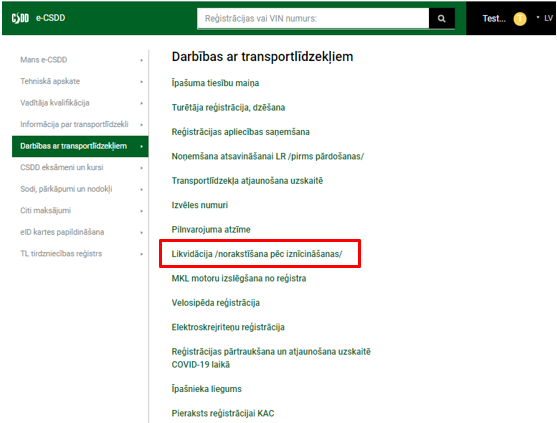 CSDD e-CSDD
Reģistrācijas vai VIN numurs:
Test... T LV
Mans e-CSDD
Tehniskā apskate
Vadītāja kvalifikācija
Informācija par transportlīdzekli
Darbības ar transportlīdzekļiem
CSDD eksāmeni un kursi
Sodi, pārkāpumi un nodokļi
Citi maksājumi
eID kartes papildināšana
TL tirdzniecības reģistrs
Darbības ar transportlīdzekļiem
Īpašuma tiesību maiņa
Turētāja reģistrācija, dzēšana
Reģistrācijas apliecības saņemšana
Noņemšana atsavināšanai LR /pirms pārdošanas/
Transportlīdzekļa atjaunošana uzskaitē
Izvēles numuri
Pilnvarojuma atzīme
Likvidācija /norakstīšana pēc iznīcināšanas/
MKL motoru izslēgšana no reģistra
Velosipēda reģistrācija
Elektroskrejriteņu reģistrācija
Reģistrācijas pārtraukšana un atjaunošana uzskaitē
COVID-19 laikā
Īpašnieka liegums
Pieraksts reģistrācijai KAC